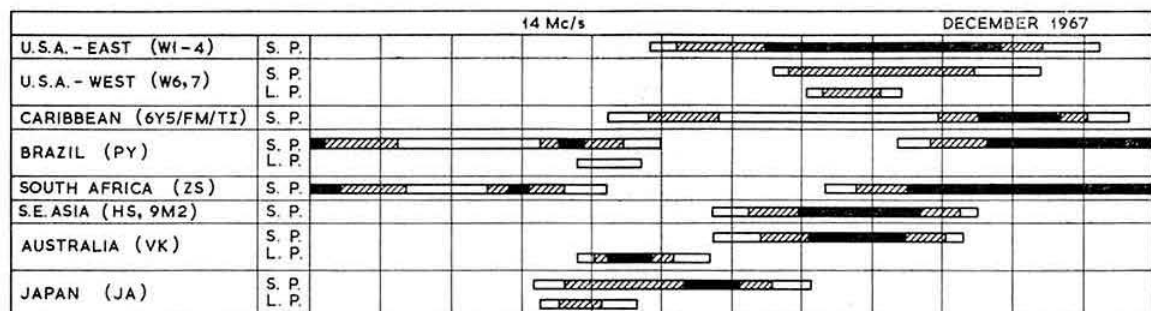 14 Mc/s DECEMBER 1967
U.S.A.-EAST (W1-4) S. P.
U.S.A.-WEST (W6,7) S. P.
L. P.
CARIBBEAN (6Y5/FM/TI) S. P.
BRAZIL (PY) S. P.
L. P.
SOUTH AFRICA (ZS) S. P.
S.E. ASIA (HS, 9M2) S. P.
AUSTRALIA (VK) S. P.
L. P.
JAPAN (JA) S. P.
L. P.